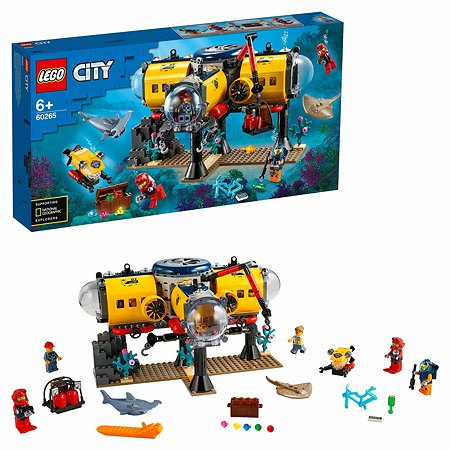 LEGO CITY
6+
60265
SUPPORTING
NATIONAL
GEOGRAPHIC
EXPLORERS